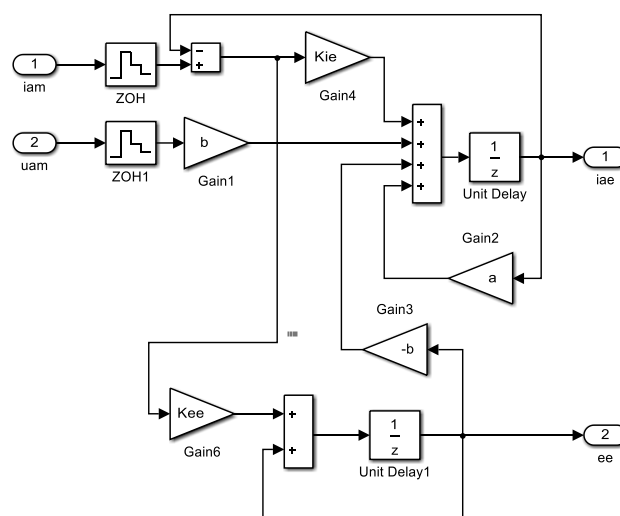 −
Kie
1
iam
+
ZOH
Gain4
+
2
uam
ZOH1
b
Gain1
+
+
+
1
z
Unit Delay
1
iae
Gain2
a
Gain3
-b
Kee
Gain6
+
+
1
z
Unit Delay1
2
ee